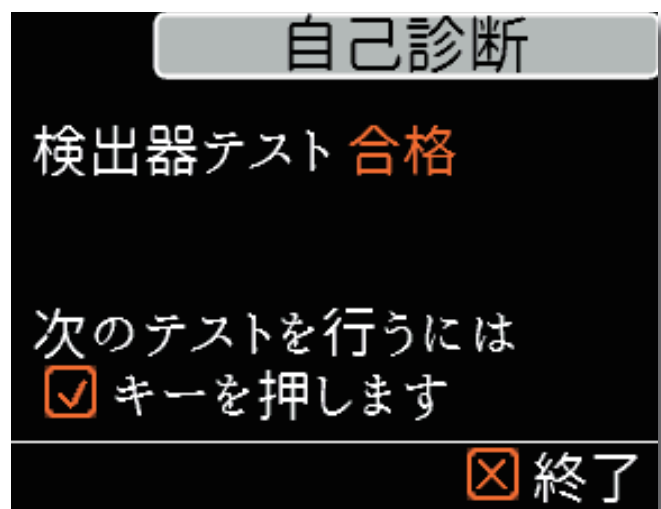 自己診断
検出器テスト 合格
次のテストを行うには
☑ キーを押します
☒ 終了